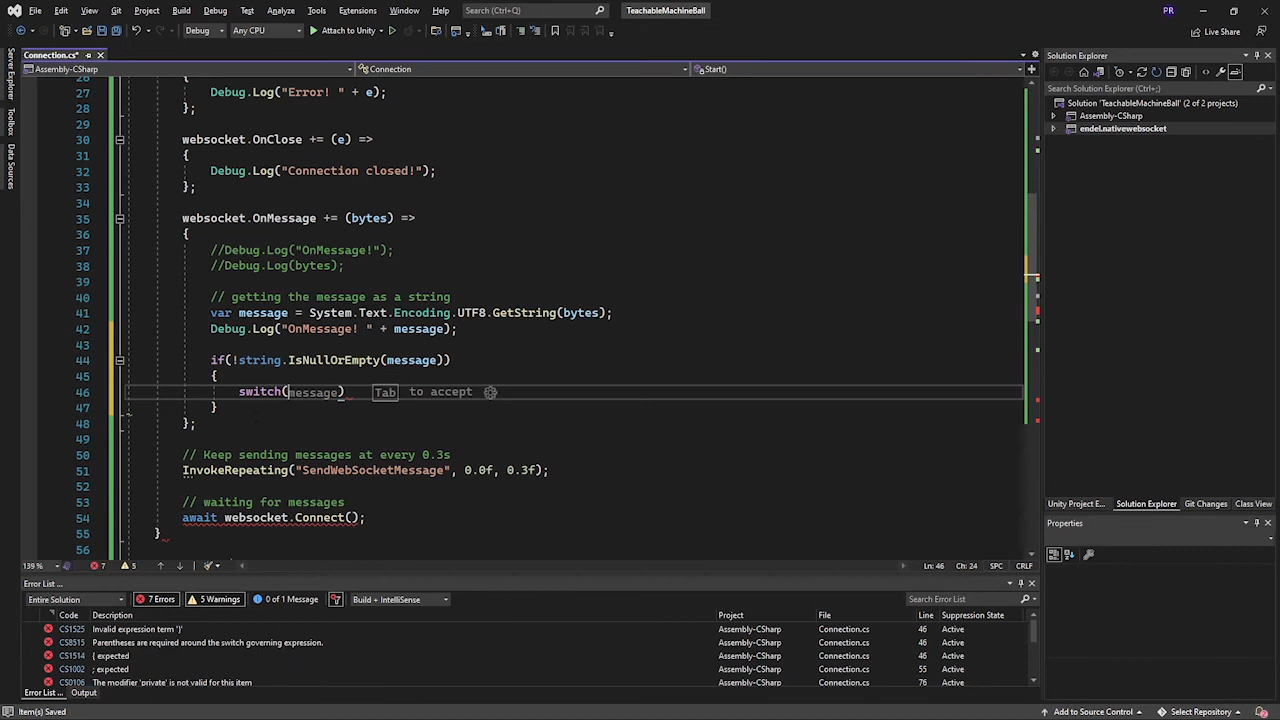 File Edit View Git Project Build Debug Test Analyze Tools Extensions Window Help Search (Ctrl+Q) TeachableMachineBall PR
Debug Any CPU Attach to Unity Live Share
Connection.cs*
Assembly-CSharp Connection Start()
26 {
27 Debug.Log("Error! " + e);
28 };
29
30 websocket.OnClose += (e) =>
31 {
32 Debug.Log("Connection closed!");
33 };
34
35 websocket.OnMessage += (bytes) =>
36 {
37 //Debug.Log("OnMessage!");
38 //Debug.Log(bytes);
39
40 // getting the message as a string
41 var message = System.Text.Encoding.UTF8.GetString(bytes);
42 Debug.Log("OnMessage! " + message);
43
44 if(!string.IsNullOrEmpty(message))
45 {
46 switch(message) Tab to accept
47 }
48 };
49
50 // Keep sending messages at every 0.3s
51 InvokeRepeating("SendWebSocketMessage", 0.0f, 0.3f);
52
53 // waiting for messages
54 await websocket.Connect();
55 }
56
139 % 7 5 Ln: 46 Ch: 24 SPC CRLF
Server Explorer
Toolbox
Data Sources
Solution Explorer
Search Solution Explorer (Ctrl+;)
Solution 'TeachableMachineBall' (2 of 2 projects)
Assembly-CSharp
endel.nativewebsocket
Unity Project E... Solution Explorer Git Changes Class View
Properties
Error List ...
Entire Solution 7 Errors 5 Warnings 0 of 1 Message Build + IntelliSense Search Error List
Code Description Project File Line Suppression State
CS1525 Invalid expression term '}' Assembly-CSharp Connection.cs 46 Active
CS8515 Parentheses are required around the switch governing expression. Assembly-CSharp Connection.cs 46 Active
CS1514 { expected Assembly-CSharp Connection.cs 46 Active
CS1002 ; expected Assembly-CSharp Connection.cs 55 Active
CS0106 The modifier 'private' is not valid for this item Assembly-CSharp Connection.cs 76 Active
Error List ... Output
Item(s) Saved Add to Source Control Select Repository 2